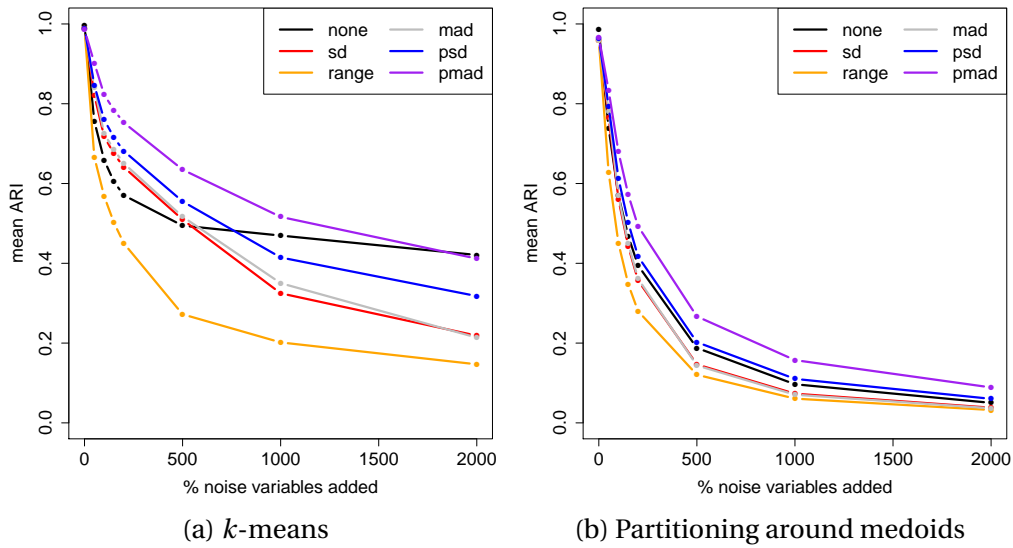 none mad
sd psd
range pmad
mean ARI
0.0 0.2 0.4 0.6 0.8 1.0
0 500 1000 1500 2000
% noise variables added
(a) k-means
none mad
sd psd
range pmad
mean ARI
0.0 0.2 0.4 0.6 0.8 1.0
0 500 1000 1500 2000
% noise variables added
(b) Partitioning around medoids